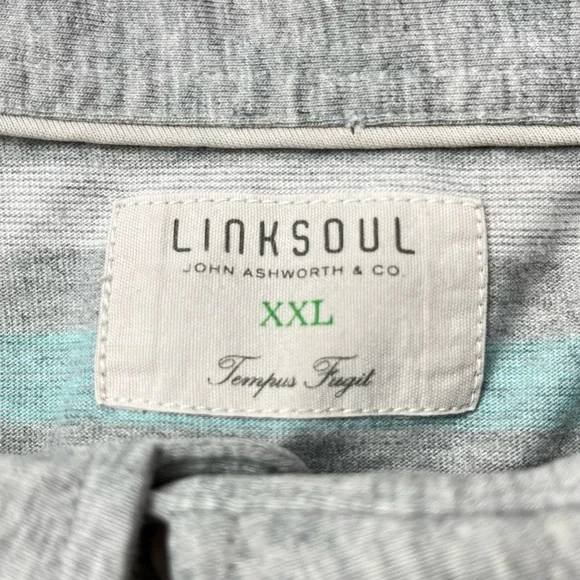 LINKSOUL
JOHN ASHWORTH & CO.
XXL
Tempus Fugit